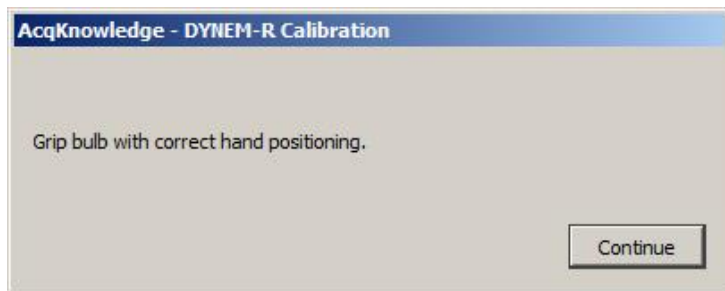 AcqKnowledge - DYNEM-R Calibration
Grip bulb with correct hand positioning.
Continue